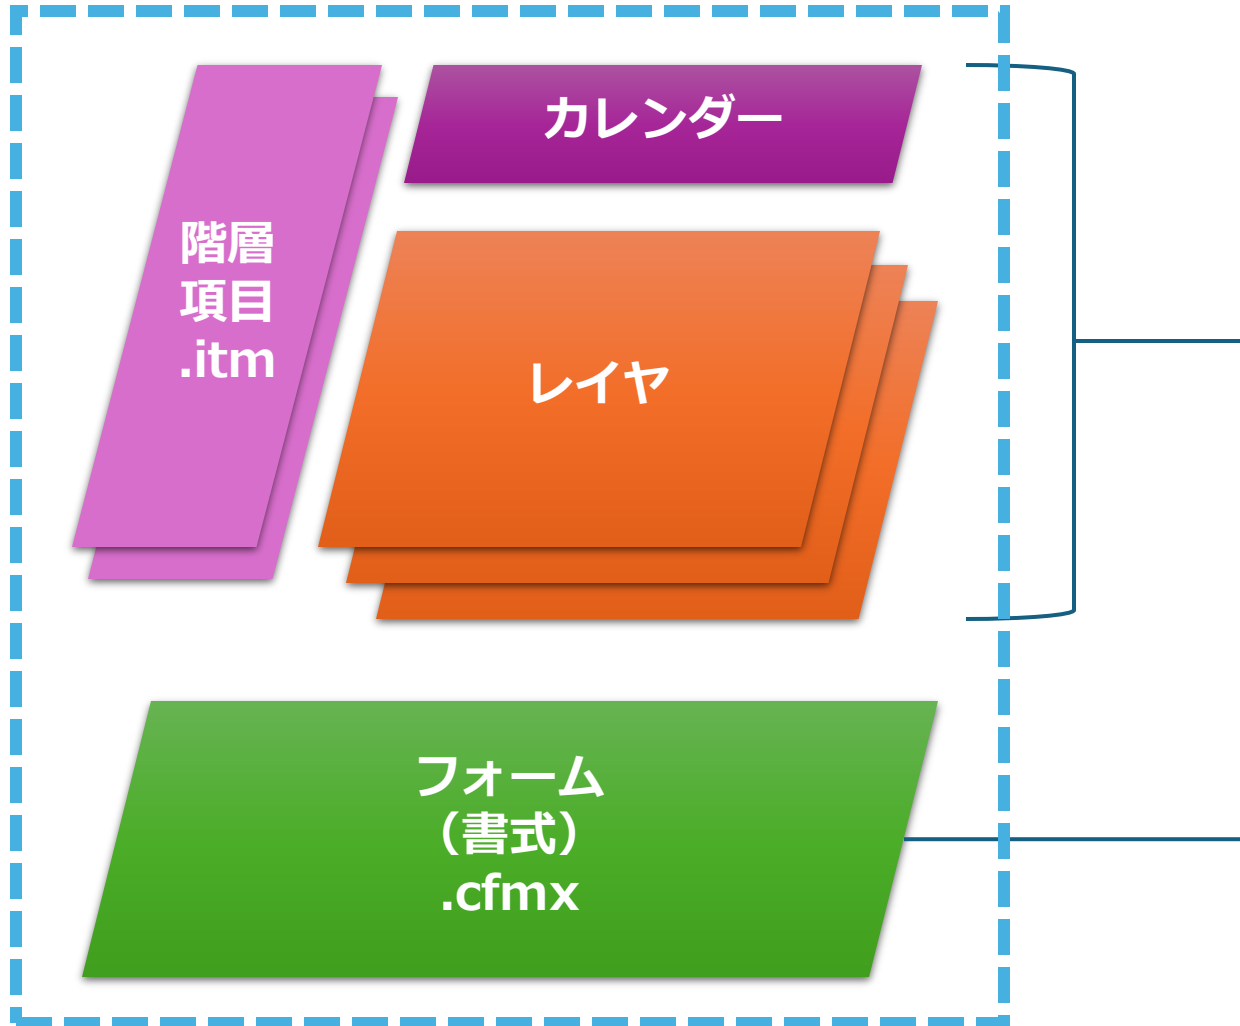 カレンダー
階層
項目
.itm
レイヤ
フォーム
（書式）
.cfmx